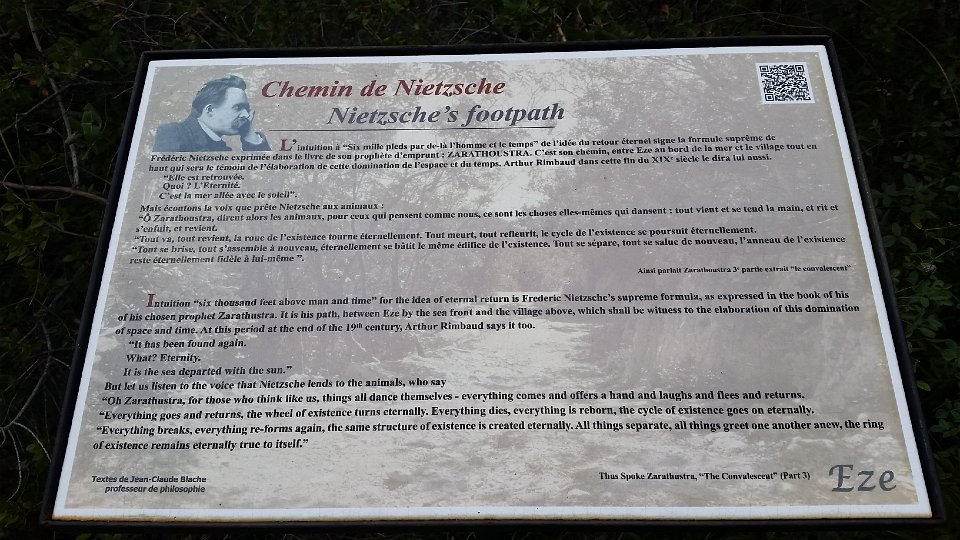 Chemin de Nietzsche
Nietzsche's footpath
L'intuition à "Six mille pieds par de-là l'homme et le temps" de l'idée du retour éternel signe la formule suprême de
Frédéric Nietzsche exprimée dans le livre de son prophète d'emprunt : ZARATHOUSTRA. C'est son chemin, entre Eze au bord de la mer et le village tout en
haut qui sera le témoin de l'élaboration de cette domination de l'espace et du temps. Arthur Rimbaud dans cette fin du XIXe siècle le dira lui aussi.
"Elle est retrouvée.
Quoi ? L'Eternité.
C'est la mer allée avec le soleil".
Mais écoutons la voix que prête Nietzsche aux animaux :
"Ô Zarathoustra, dirent alors les animaux, pour ceux qui pensent comme nous, ce sont les choses elles-mêmes qui dansent : tout vient et se tend la main, et rit et
s'enfuit, et revient.
"Tout va, tout revient, la roue de l'existence tourne éternellement. Tout meurt, tout refleurit, le cycle de l'existence se poursuit éternellement.
"Tout se brise, tout s'assemble à nouveau, éternellement se bâtit le même édifice de l'existence. Tout se sépare, tout se salue de nouveau, l'anneau de l'existence
reste éternellement fidèle à lui-même ".
Ainsi parlait Zarathoustra 3e partie extrait "le convalescent"
Intuition "six thousand feet above man and time" for the idea of eternal return is Frederic Nietzsche's supreme formula, as expressed in the book of his
of his chosen prophet Zarathustra. It is his path, between Eze by the sea front and the village above, which shall be witness to the elaboration of this domination
of space and time. At this period at the end of the 19th century, Arthur Rimbaud says it too.
"It has been found again.
What? Eternity.
It is the sea departed with the sun."
But let us listen to the voice that Nietzsche lends to the animals, who say
"Oh Zarathustra, for those who think like us, things all dance themselves - everything comes and offers a hand and laughs and flees and returns.
"Everything goes and returns, the wheel of existence turns eternally. Everything dies, everything is reborn, the cycle of existence goes on eternally.
"Everything breaks, everything re-forms again, the same structure of existence is created eternally. All things separate, all things greet one another anew, the ring
of existence remains eternally true to itself."
Textes de Jean-Claude Blache
professeur de philosophie
Thus Spoke Zarathustra, "The Convalescent" (Part 3)
Eze